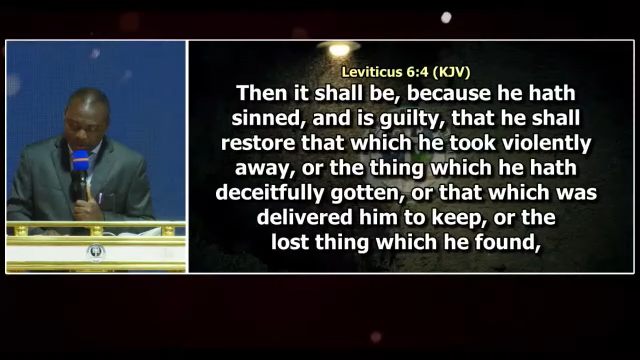 Leviticus 6:4 (KJV)
Then it shall be, because he hath
sinned, and is guilty, that he shall
restore that which he took violently
away, or the thing which he hath
deceitfully gotten, or that which was
delivered him to keep, or the
lost thing which he found,